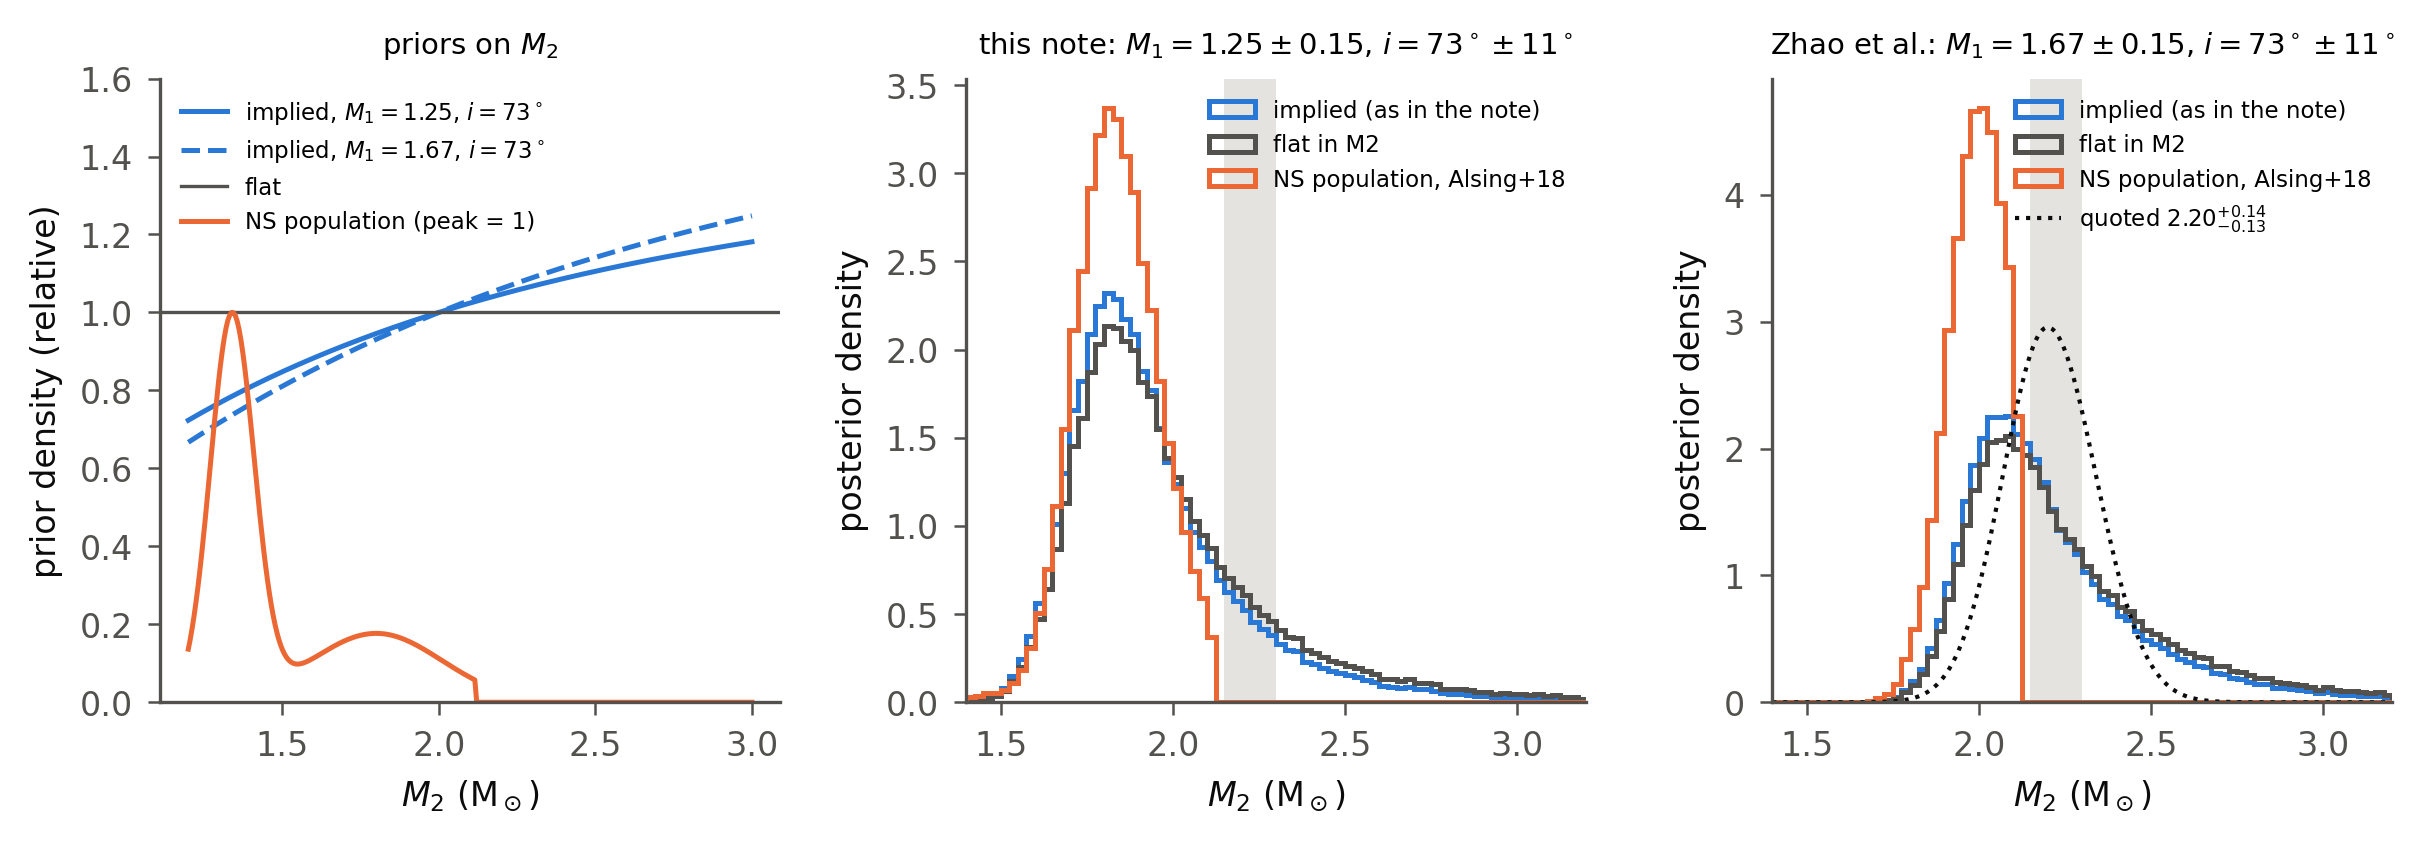 priors on M₂
1.6
1.4
1.2
1.0
0.8
0.6
0.4
0.2
0.0
prior density (relative)
implied, M₁ = 1.25, i = 73°
implied, M₁ = 1.67, i = 73°
flat
NS population (peak = 1)
1.5 2.0 2.5 3.0
M₂ (M⊙)
this note: M₁ = 1.25 ± 0.15, i = 73° ± 11°
3.5
3.0
2.5
2.0
1.5
1.0
0.5
0.0
posterior density
implied (as in the note)
flat in M2
NS population, Alsing+18
1.5 2.0 2.5 3.0
M₂ (M⊙)
Zhao et al.: M₁ = 1.67 ± 0.15, i = 73° ± 11°
4
3
2
1
0
posterior density
implied (as in the note)
flat in M2
NS population, Alsing+18
quoted 2.20 +0.14 −0.13
1.5 2.0 2.5 3.0
M₂ (M⊙)